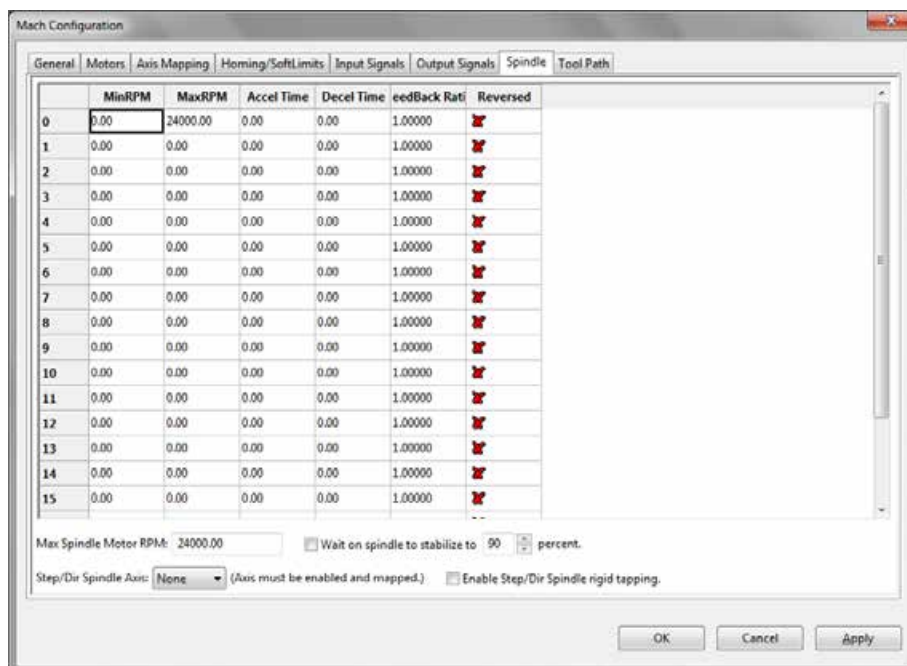 Mach Configuration
General Motors Axis Mapping Homing/SoftLimits Input Signals Output Signals Spindle Tool Path
MinRPM MaxRPM Accel Time Decel Time eedBack Rati Reversed
0 0.00 24000.00 0.00 0.00 1.00000
1 0.00 0.00 0.00 0.00 1.00000
2 0.00 0.00 0.00 0.00 1.00000
3 0.00 0.00 0.00 0.00 1.00000
4 0.00 0.00 0.00 0.00 1.00000
5 0.00 0.00 0.00 0.00 1.00000
6 0.00 0.00 0.00 0.00 1.00000
7 0.00 0.00 0.00 0.00 1.00000
8 0.00 0.00 0.00 0.00 1.00000
9 0.00 0.00 0.00 0.00 1.00000
10 0.00 0.00 0.00 0.00 1.00000
11 0.00 0.00 0.00 0.00 1.00000
12 0.00 0.00 0.00 0.00 1.00000
13 0.00 0.00 0.00 0.00 1.00000
14 0.00 0.00 0.00 0.00 1.00000
15 0.00 0.00 0.00 0.00 1.00000
Max Spindle Motor RPM: 24000.00 Wait on spindle to stabilize to 90 percent.
Step/Dir Spindle Axis: None (Axis must be enabled and mapped.) Enable Step/Dir Spindle rigid tapping.
OK Cancel Apply